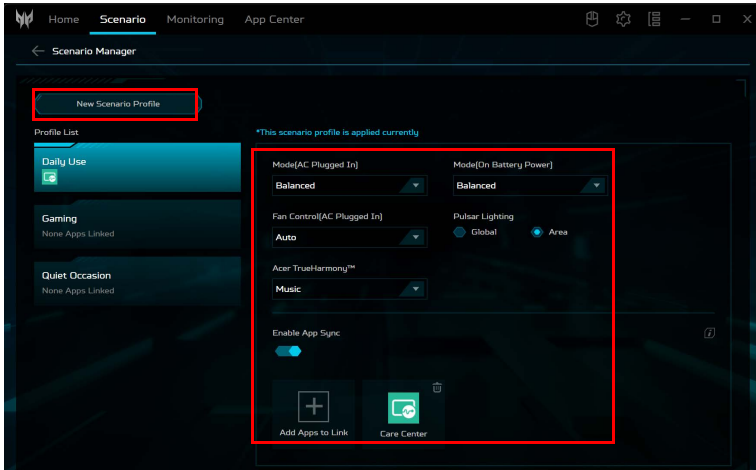 Home Scenario Monitoring App Center
Scenario Manager
New Scenario Profile
Profile List
*This scenario profile is applied currently
Daily Use
Gaming
None Apps Linked
Quiet Occasion
None Apps Linked
Mode(AC Plugged In) Mode(On Battery Power)
Balanced Balanced
Fan Control(AC Plugged In) Pulsar Lighting
Auto Global Area
Acer TrueHarmony™
Music
Enable App Sync
Add Apps to Link Care Center